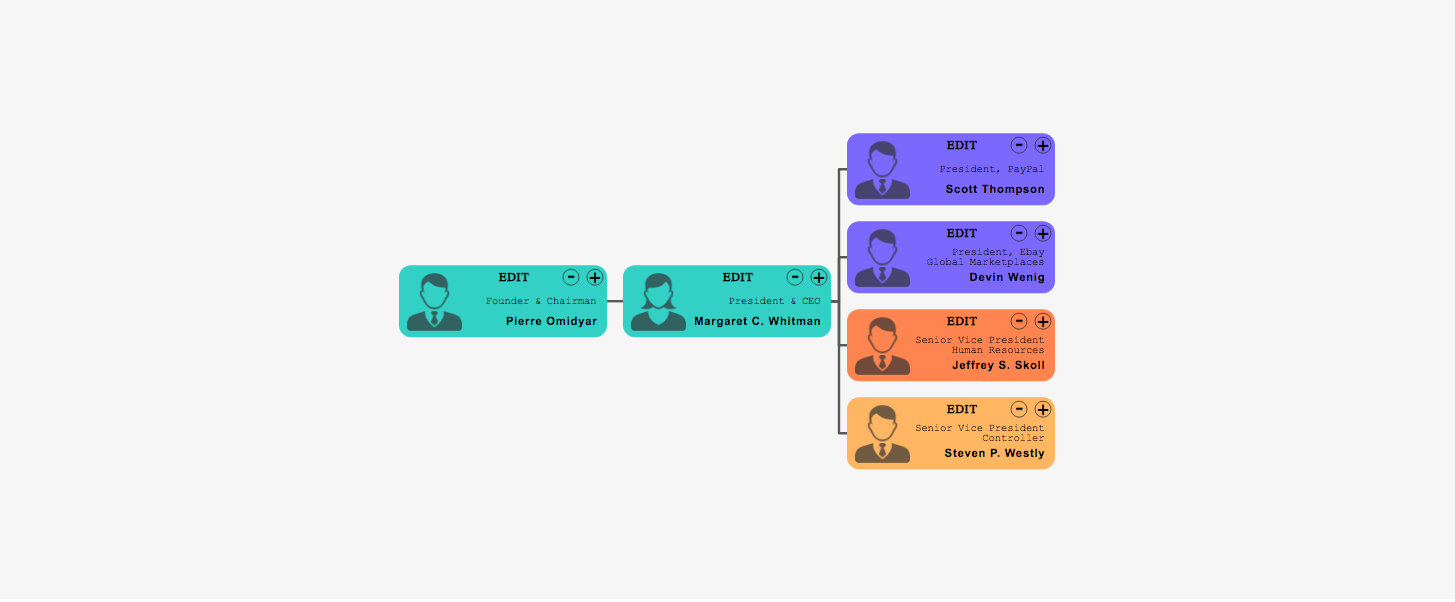 EDIT
Founder & Chairman
Pierre Omidyar
EDIT
President & CEO
Margaret C. Whitman
EDIT
President, PayPal
Scott Thompson
EDIT
President, Ebay
Global Marketplaces
Devin Wenig
EDIT
Senior Vice President
Human Resources
Jeffrey S. Skoll
EDIT
Senior Vice President
Controller
Steven P. Westly